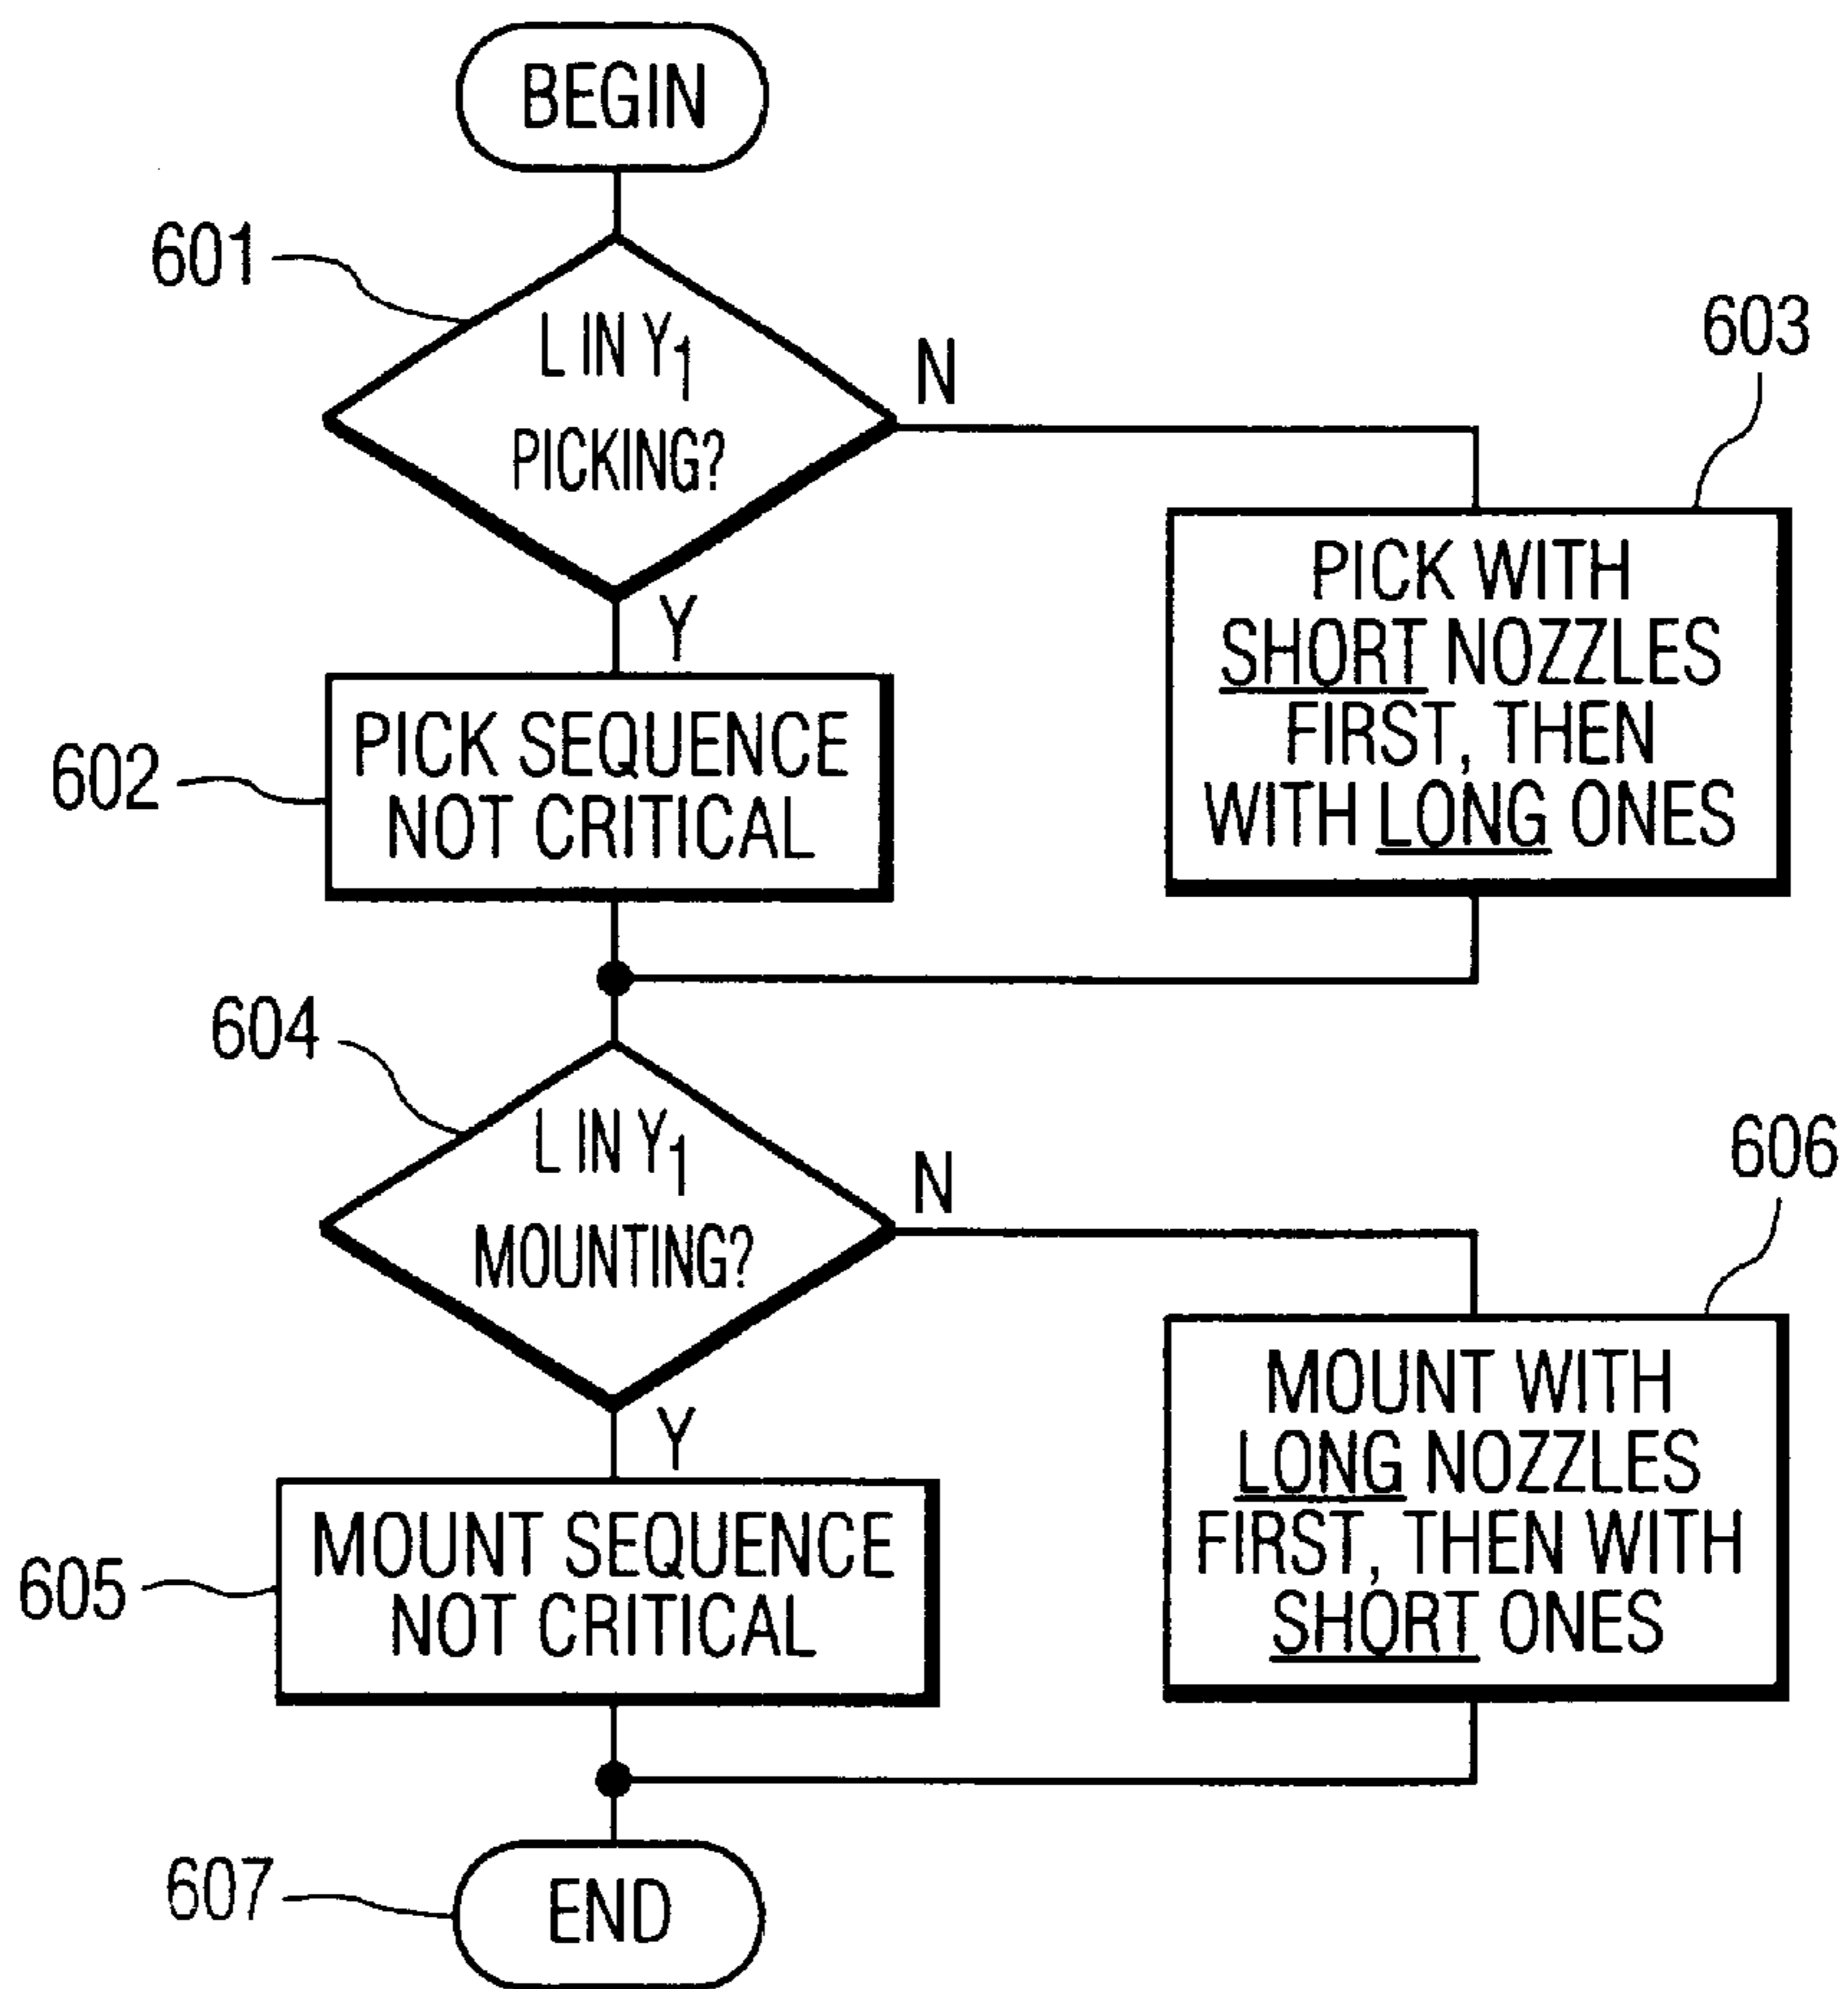 BEGIN
601
L IN Y1
PICKING?
N
603
Y
PICK WITH
SHORT NOZZLES
FIRST, THEN
WITH LONG ONES
602
PICK SEQUENCE
NOT CRITICAL
604
L IN Y1
MOUNTING?
N
606
Y
MOUNT WITH
LONG NOZZLES
FIRST, THEN WITH
SHORT ONES
605
MOUNT SEQUENCE
NOT CRITICAL
607
END